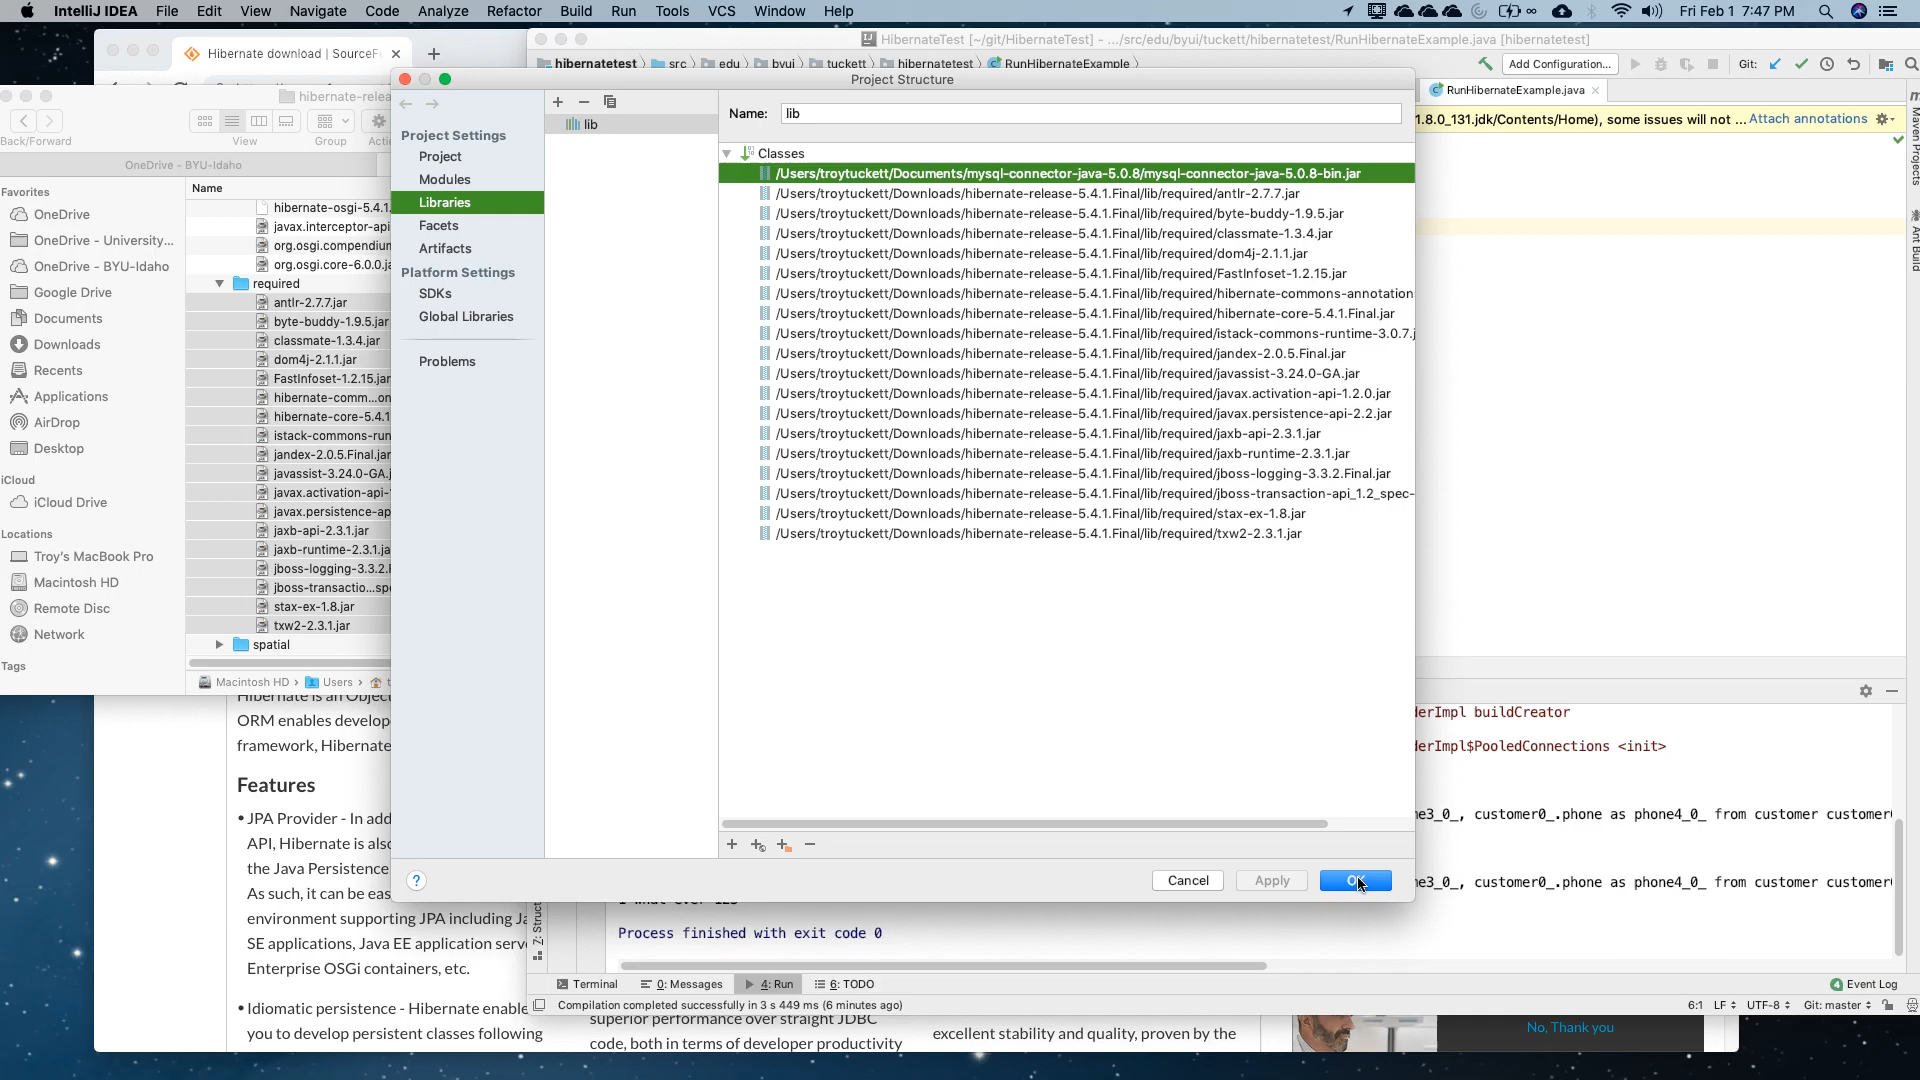 IntelliJ IDEA File Edit View Navigate Code Analyze Refactor Build Run Tools VCS Window Help
Fri Feb 1 7:47 PM
Hibernate download | SourceF
HibernateTest [~/git/HibernateTest] - .../src/edu/byui/tuckett/hibernatetest/RunHibernateExample.java [hibernatetest]
hibernatetest src edu byui tuckett hibernatetest RunHibernateExample
Add Configuration... Git:
Project Structure
hibernate-relea
RunHibernateExample.java
1.8.0_131.jdk/Contents/Home), some issues will not ... Attach annotations
Back/Forward View Group Acti
OneDrive - BYU-Idaho
Maven Projects
Ant Build
Favorites
OneDrive
OneDrive - University...
OneDrive - BYU-Idaho
Google Drive
Documents
Downloads
Recents
Applications
AirDrop
Desktop
iCloud
iCloud Drive
Locations
Troy's MacBook Pro
Macintosh HD
Remote Disc
Network
Tags
Name
hibernate-osgi-5.4.1.
javax.interceptor-api
org.osgi.compendium
org.osgi.core-6.0.0.ja
required
antlr-2.7.7.jar
byte-buddy-1.9.5.jar
classmate-1.3.4.jar
dom4j-2.1.1.jar
FastInfoset-1.2.15.jar
hibernate-comm...on
hibernate-core-5.4.1
istack-commons-run
jandex-2.0.5.Final.jar
javassist-3.24.0-GA.j
javax.activation-api-
javax.persistence-ap
jaxb-api-2.3.1.jar
jaxb-runtime-2.3.1.ja
jboss-logging-3.3.2.F
jboss-transactio...spe
stax-ex-1.8.jar
txw2-2.3.1.jar
spatial
Macintosh HD › Users ›
Project Settings
Project
Modules
Libraries
Facets
Artifacts
Platform Settings
SDKs
Global Libraries
Problems
lib
Name: lib
Classes
/Users/troytuckett/Documents/mysql-connector-java-5.0.8/mysql-connector-java-5.0.8-bin.jar
/Users/troytuckett/Downloads/hibernate-release-5.4.1.Final/lib/required/antlr-2.7.7.jar
/Users/troytuckett/Downloads/hibernate-release-5.4.1.Final/lib/required/byte-buddy-1.9.5.jar
/Users/troytuckett/Downloads/hibernate-release-5.4.1.Final/lib/required/classmate-1.3.4.jar
/Users/troytuckett/Downloads/hibernate-release-5.4.1.Final/lib/required/dom4j-2.1.1.jar
/Users/troytuckett/Downloads/hibernate-release-5.4.1.Final/lib/required/FastInfoset-1.2.15.jar
/Users/troytuckett/Downloads/hibernate-release-5.4.1.Final/lib/required/hibernate-commons-annotation
/Users/troytuckett/Downloads/hibernate-release-5.4.1.Final/lib/required/hibernate-core-5.4.1.Final.jar
/Users/troytuckett/Downloads/hibernate-release-5.4.1.Final/lib/required/istack-commons-runtime-3.0.7.j
/Users/troytuckett/Downloads/hibernate-release-5.4.1.Final/lib/required/jandex-2.0.5.Final.jar
/Users/troytuckett/Downloads/hibernate-release-5.4.1.Final/lib/required/javassist-3.24.0-GA.jar
/Users/troytuckett/Downloads/hibernate-release-5.4.1.Final/lib/required/javax.activation-api-1.2.0.jar
/Users/troytuckett/Downloads/hibernate-release-5.4.1.Final/lib/required/javax.persistence-api-2.2.jar
/Users/troytuckett/Downloads/hibernate-release-5.4.1.Final/lib/required/jaxb-api-2.3.1.jar
/Users/troytuckett/Downloads/hibernate-release-5.4.1.Final/lib/required/jaxb-runtime-2.3.1.jar
/Users/troytuckett/Downloads/hibernate-release-5.4.1.Final/lib/required/jboss-logging-3.3.2.Final.jar
/Users/troytuckett/Downloads/hibernate-release-5.4.1.Final/lib/required/jboss-transaction-api_1.2_spec-
/Users/troytuckett/Downloads/hibernate-release-5.4.1.Final/lib/required/stax-ex-1.8.jar
/Users/troytuckett/Downloads/hibernate-release-5.4.1.Final/lib/required/txw2-2.3.1.jar
? Cancel Apply OK
Hibernate is an Objec
ORM enables develop
framework, Hibernate
Features
• JPA Provider - In add
API, Hibernate is also
the Java Persistence
As such, it can be eas
environment supporting JPA including Ja
SE applications, Java EE application serve
Enterprise OSGi containers, etc.
• Idiomatic persistence - Hibernate enable
you to develop persistent classes following
derImpl buildCreator
derImpl$PooledConnections <init>
me3_0_, customer0_.phone as phone4_0_ from customer customer
me3_0_, customer0_.phone as phone4_0_ from customer customer
Process finished with exit code 0
Z: Struct
Terminal 0: Messages 4: Run 6: TODO 4 Event Log
Compilation completed successfully in 3 s 449 ms (6 minutes ago) 6:1 LF UTF-8 Git: master
superior performance over straight JDBC
code, both in terms of developer productivity
excellent stability and quality, proven by the
No, Thank you